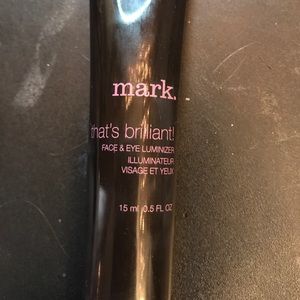 mark.
that's brilliant!
FACE & EYE LUMINIZER
ILLUMINATEUR
VISAGE ET YEUX
15 ml 0.5 FL OZ